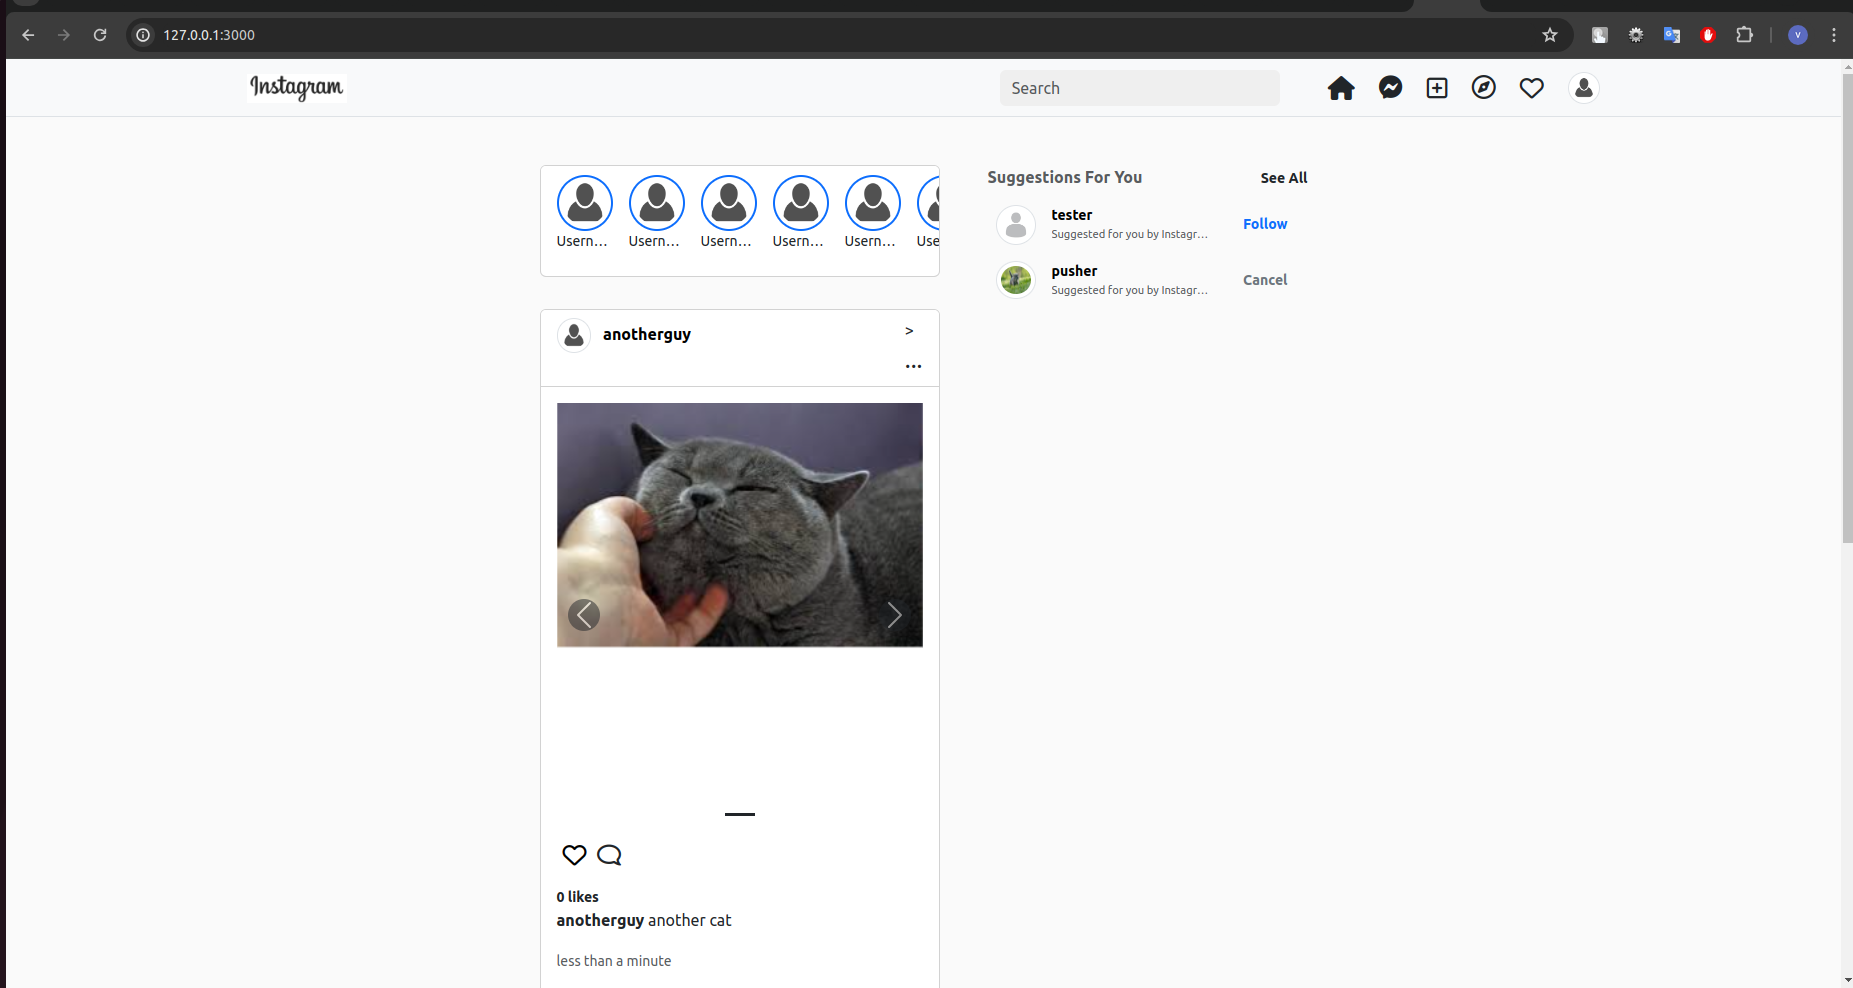 127.0.0.1:3000
Instagram
Search
Usern...
Usern...
Usern...
Usern...
Usern...
Use
Suggestions For You
See All
tester
Suggested for you by Instagr...
Follow
pusher
Suggested for you by Instagr...
Cancel
anotherguy
>
...
0 likes
anotherguy another cat
less than a minute